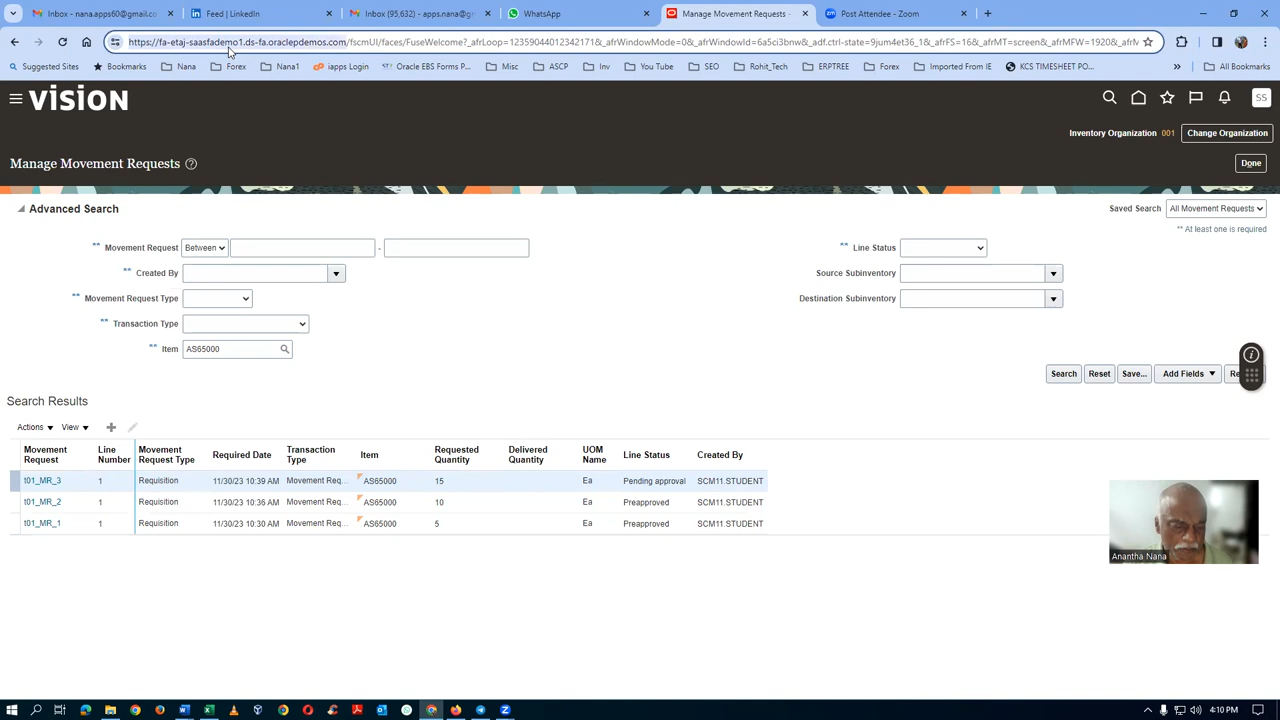 Inbox - nana.apps60@gmail.co
Feed | LinkedIn
Inbox (95,632) - apps.nana@g
WhatsApp
Manage Movement Requests -
Post Attendee - Zoom
https://fa-etaj-saasfademo1.ds-fa.oraclepdemos.com/fscmUI/faces/FuseWelcome?_afrLoop=12359044012342171&_afrWindowMode=0&_afrWindowId=6a5ci3bnw&_adf.ctrl-state=9jum4et36_1&_afrFS=16&_afrMT=screen&_afrMFW=1920&_afrM
Suggested Sites Bookmarks Nana Forex Nana1 iapps Login Oracle EBS Forms P... Misc ASCP Inv You Tube SEO Rohit_Tech ERPTREE Forex Imported From IE KCS TIMESHEET PO... » All Bookmarks
VISION
SS
Inventory Organization 001 Change Organization
Manage Movement Requests
Done
Advanced Search
Saved Search All Movement Requests
** At least one is required
** Movement Request Between -
** Line Status
** Created By
Source Subinventory
** Movement Request Type
Destination Subinventory
** Transaction Type
** Item AS65000
Search Reset Save... Add Fields Re
Search Results
Actions View
Movement Request Line Number Movement Request Type Required Date Transaction Type Item Requested Quantity Delivered Quantity UOM Name Line Status Created By
t01_MR_3 1 Requisition 11/30/23 10:39 AM Movement Req... AS65000 15 Ea Pending approval SCM11.STUDENT
t01_MR_2 1 Requisition 11/30/23 10:36 AM Movement Req... AS65000 10 Ea Preapproved SCM11.STUDENT
t01_MR_1 1 Requisition 11/30/23 10:30 AM Movement Req... AS65000 5 Ea Preapproved SCM11.STUDENT
Anantha Nana
4:10 PM